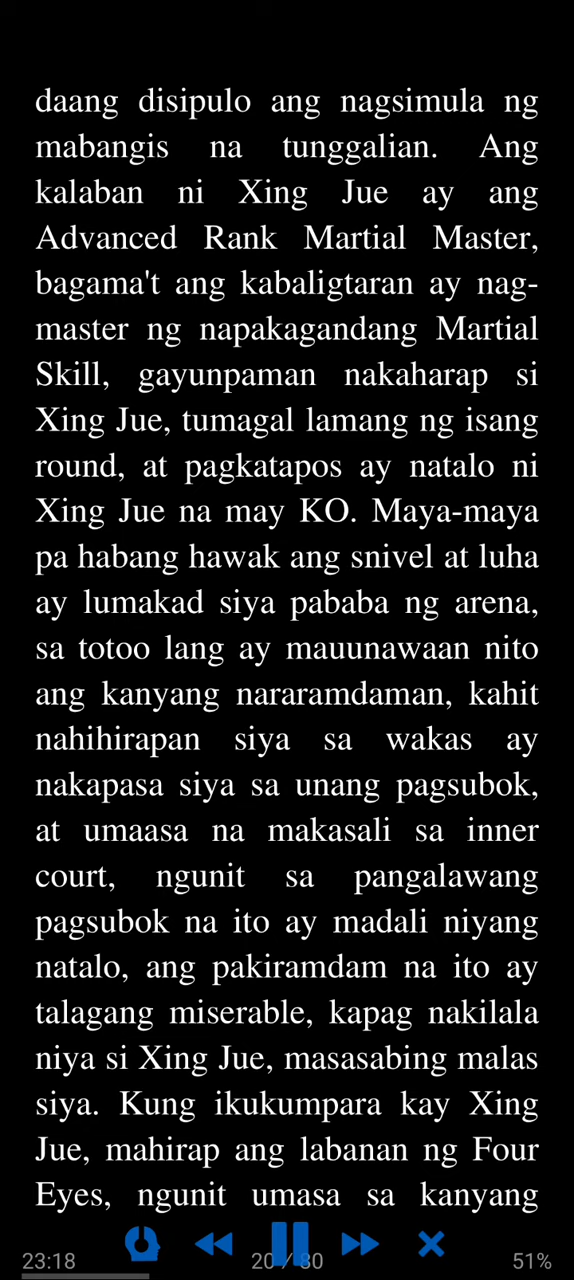 daang disipulo ang nagsimula ng
mabangis na tunggalian. Ang
kalaban ni Xing Jue ay ang
Advanced Rank Martial Master,
bagama't ang kabaligtaran ay nag-
master ng napakagandang Martial
Skill, gayunpaman nakaharap si
Xing Jue, tumagal lamang ng isang
round, at pagkatapos ay natalo ni
Xing Jue na may KO. Maya-maya
pa habang hawak ang snivel at luha
ay lumakad siya pababa ng arena,
sa totoo lang ay mauunawaan nito
ang kanyang nararamdaman, kahit
nahihirapan siya sa wakas ay
nakapasa siya sa unang pagsubok,
at umaasa na makasali sa inner
court, ngunit sa pangalawang
pagsubok na ito ay madali niyang
natalo, ang pakiramdam na ito ay
talagang miserable, kapag nakilala
niya si Xing Jue, masasabing malas
siya. Kung ikukumpara kay Xing
Jue, mahirap ang labanan ng Four
Eyes, ngunit umasa sa kanyang
23:18 20 / 80 51%